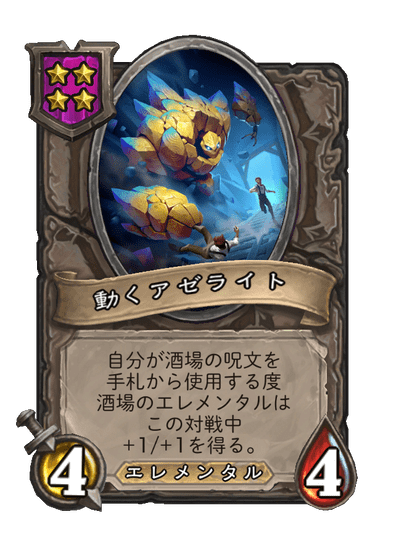 動くアゼライト
自分が酒場の呪文を
手札から使用する度
酒場のエレメンタルは
この対戦中
+1/+1を得る。
4
エレメンタル
4